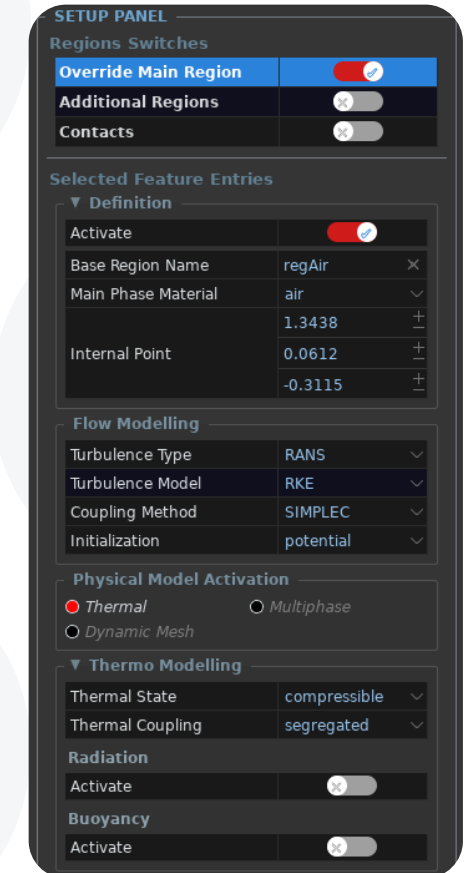 SETUP PANEL
Regions Switches
Override Main Region
Additional Regions
Contacts
Selected Feature Entries
▼ Definition
Activate
Base Region Name regAir ×
Main Phase Material air
1.3438
Internal Point 0.0612
-0.3115
Flow Modelling
Turbulence Type RANS
Turbulence Model RKE
Coupling Method SIMPLEC
Initialization potential
Physical Model Activation
Thermal Multiphase
Dynamic Mesh
▼ Thermo Modelling
Thermal State compressible
Thermal Coupling segregated
Radiation
Activate
Buoyancy
Activate